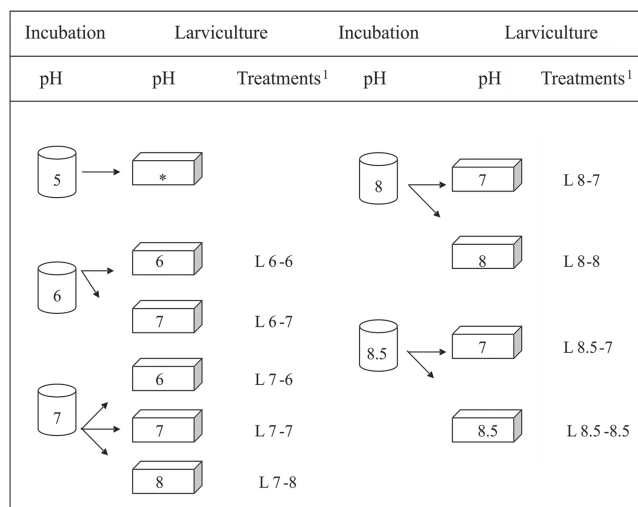 Incubation Larviculture Incubation Larviculture
pH pH Treatments¹ pH Treatments¹
5 *
6 6 L 6-6
7 L 6-7
7 6 L 7-6
7 L 7-7
8 L 7-8
8 7 L 8-7
8 L 8-8
8.5 7 L 8.5-7
8.5 L 8.5-8.5